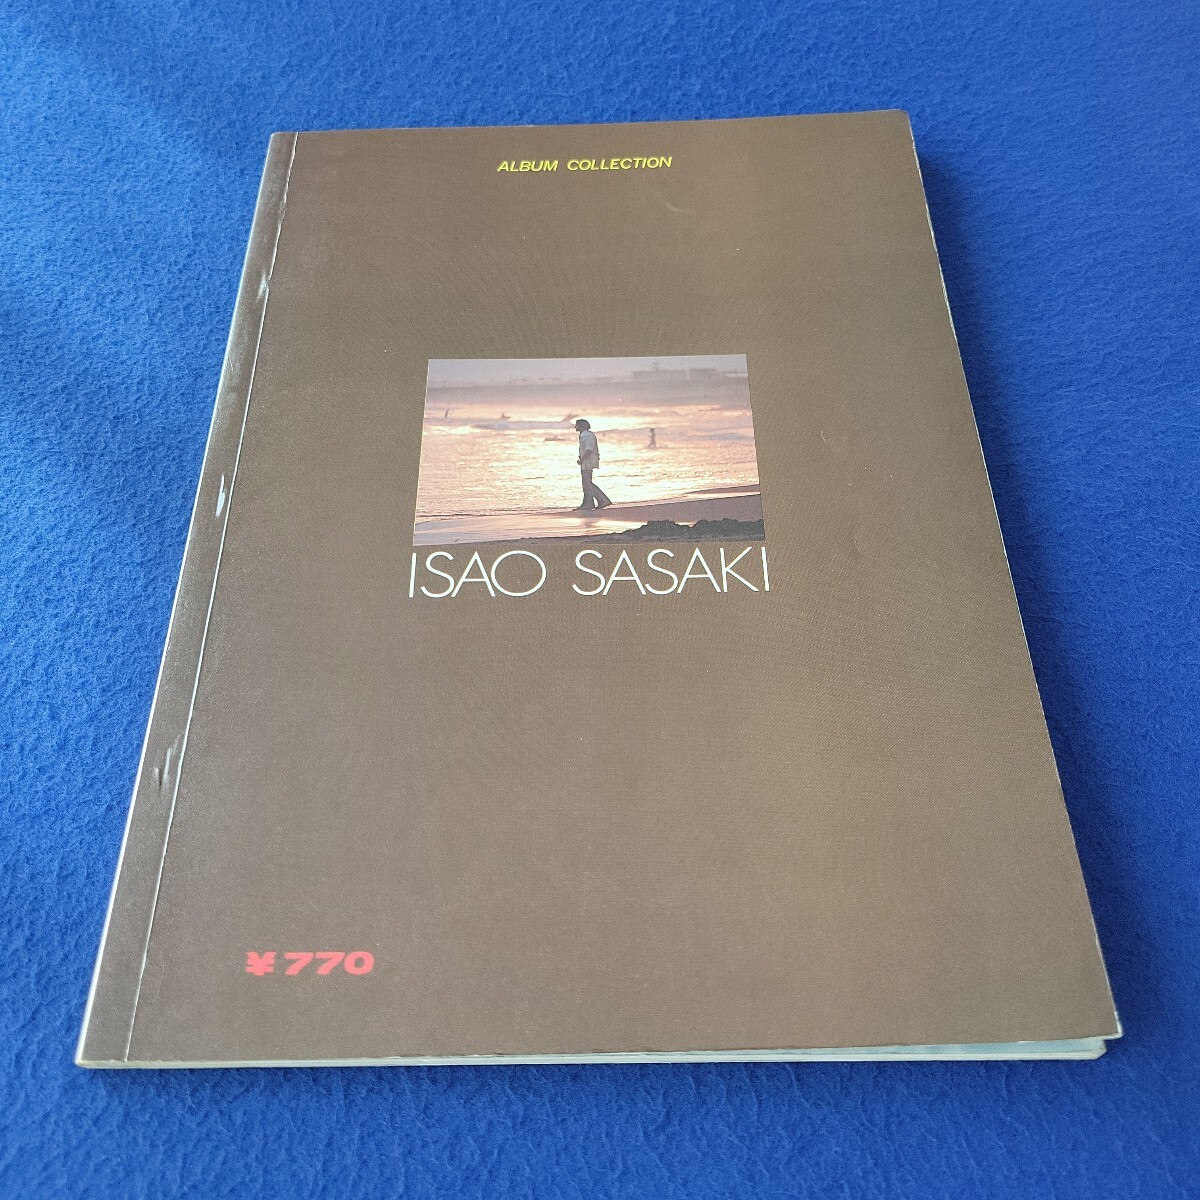 ALBUM COLLECTION
ISAO SASAKI
¥770